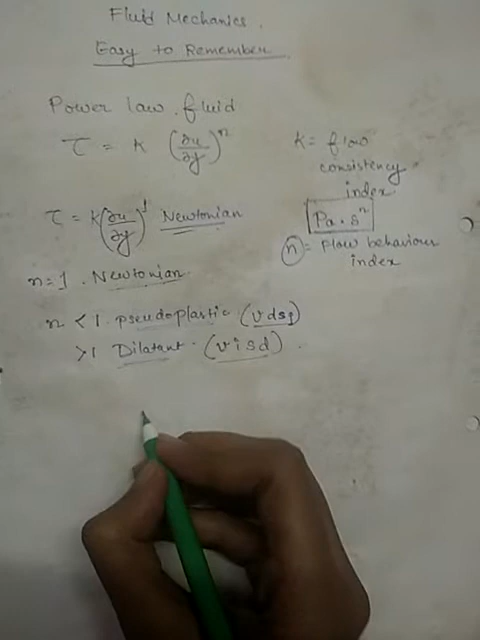 Fluid Mechanics.
Easy to Remember
Power law fluid
τ = K (∂u/∂y)^n
K = flow
consistency
index
Pa.s^n
n = flow behaviour
index
τ = K(∂u/∂y)^1 Newtonian
n=1. Newtonian.
n <1. pseudoplastic. (vdsi)
>1 Dilatant. (visd).